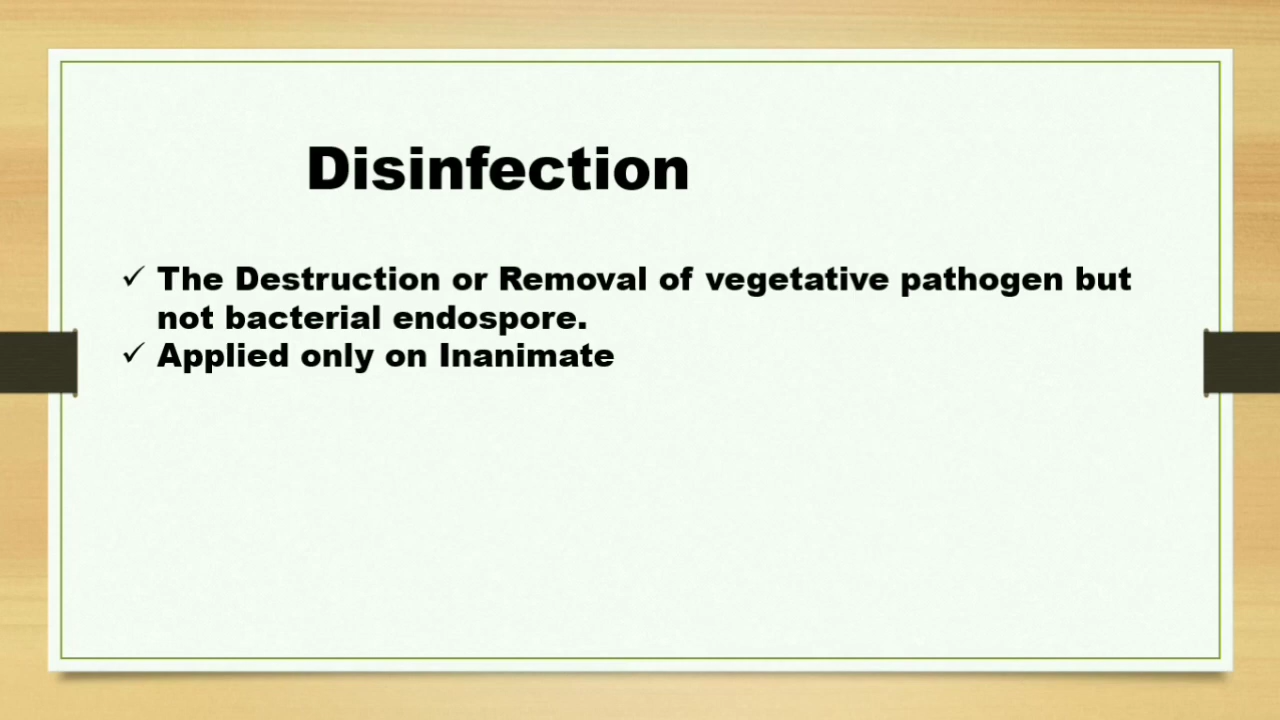 Disinfection
✓ The Destruction or Removal of vegetative pathogen but
not bacterial endospore.
✓ Applied only on Inanimate